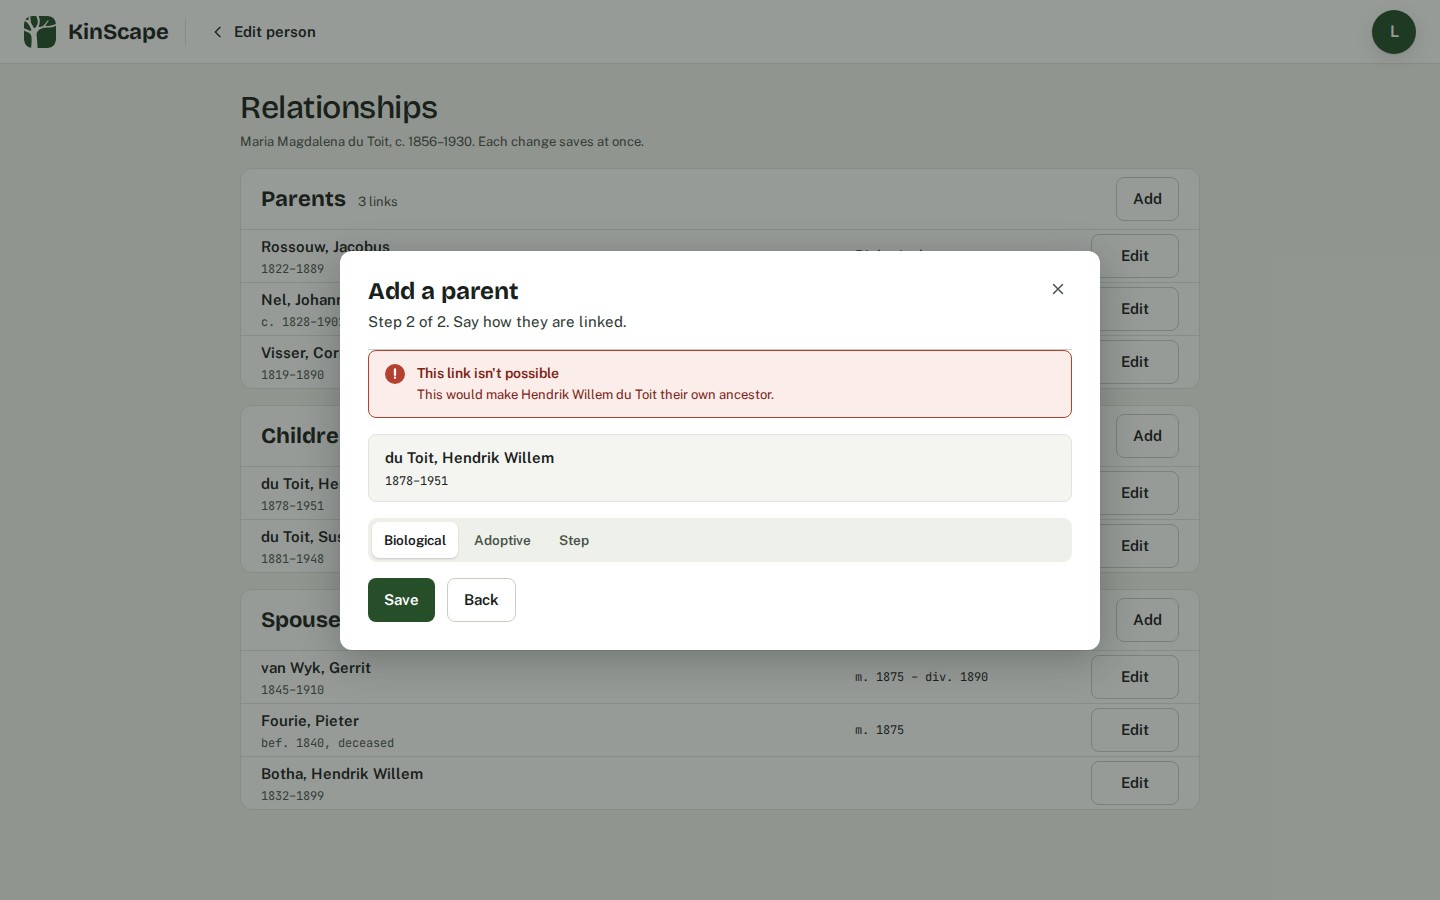 KinScape
Edit person
L
Relationships
Maria Magdalena du Toit, c. 1856–1930. Each change saves at once.
Parents 3 links
Add
Rossouw, Jacobus
1822–1889
Edit
Nel, Johann
c. 1828–190
Edit
Visser, Cor
1819–1890
Edit
Add a parent
Step 2 of 2. Say how they are linked.
This link isn't possible
This would make Hendrik Willem du Toit their own ancestor.
du Toit, Hendrik Willem
1878–1951
Biological Adoptive Step
Save Back
Childre
Add
du Toit, He
1878–1951
Edit
du Toit, Sus
1881–1948
Edit
Spouse
Add
van Wyk, Gerrit
1845–1910
m. 1875 – div. 1890
Edit
Fourie, Pieter
bef. 1840, deceased
m. 1875
Edit
Botha, Hendrik Willem
1832–1899
Edit